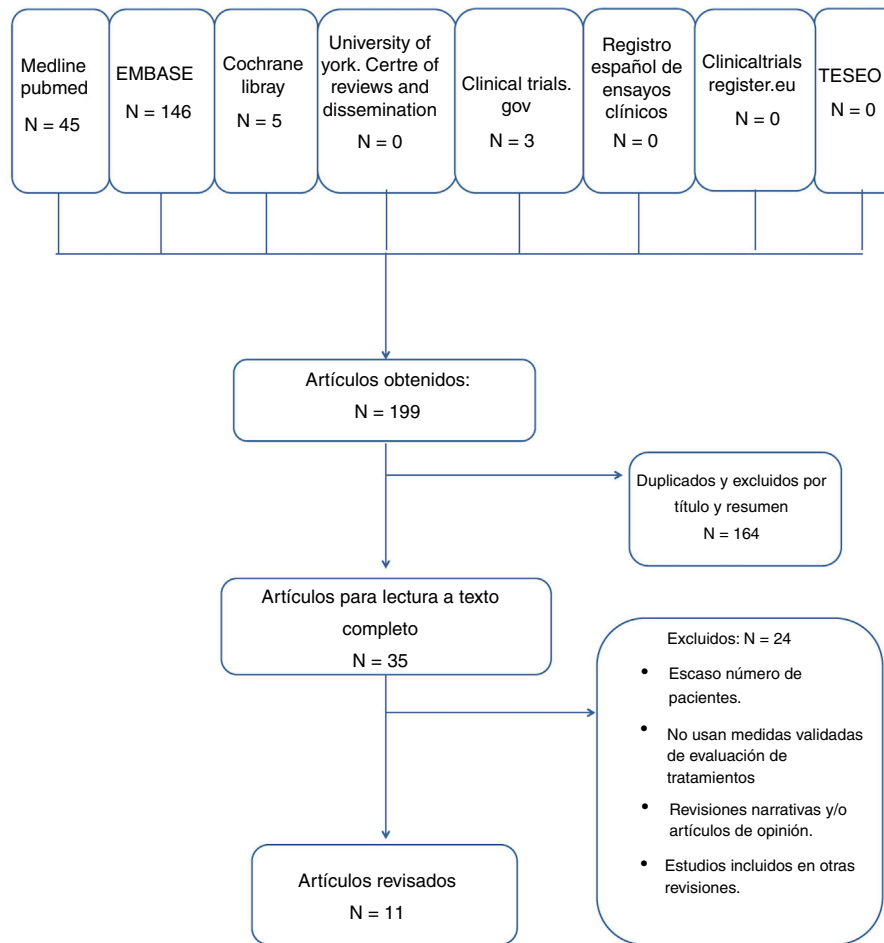 Medline
pubmed
N = 45
EMBASE
N = 146
Cochrane
libray
N = 5
University of
york. Certre of
reviews and
dissemination
N = 0
Clinical trials.
gov
N = 3
Registro
español de
ensayos
clínicos
N = 0
Clinicaltrials
register.eu
N = 0
TESEO
N = 0
Artículos obtenidos:
N = 199
Duplicados y excluidos por
título y resumen
N = 164
Artículos para lectura a texto
completo
N = 35
Excluidos: N = 24
• Escaso número de
pacientes.
• No usan medidas validadas
de evaluación de
tratamientos
• Revisiones narrativas y/o
artículos de opinión.
• Estudios incluidos en otras
revisiones.
Artículos revisados
N = 11